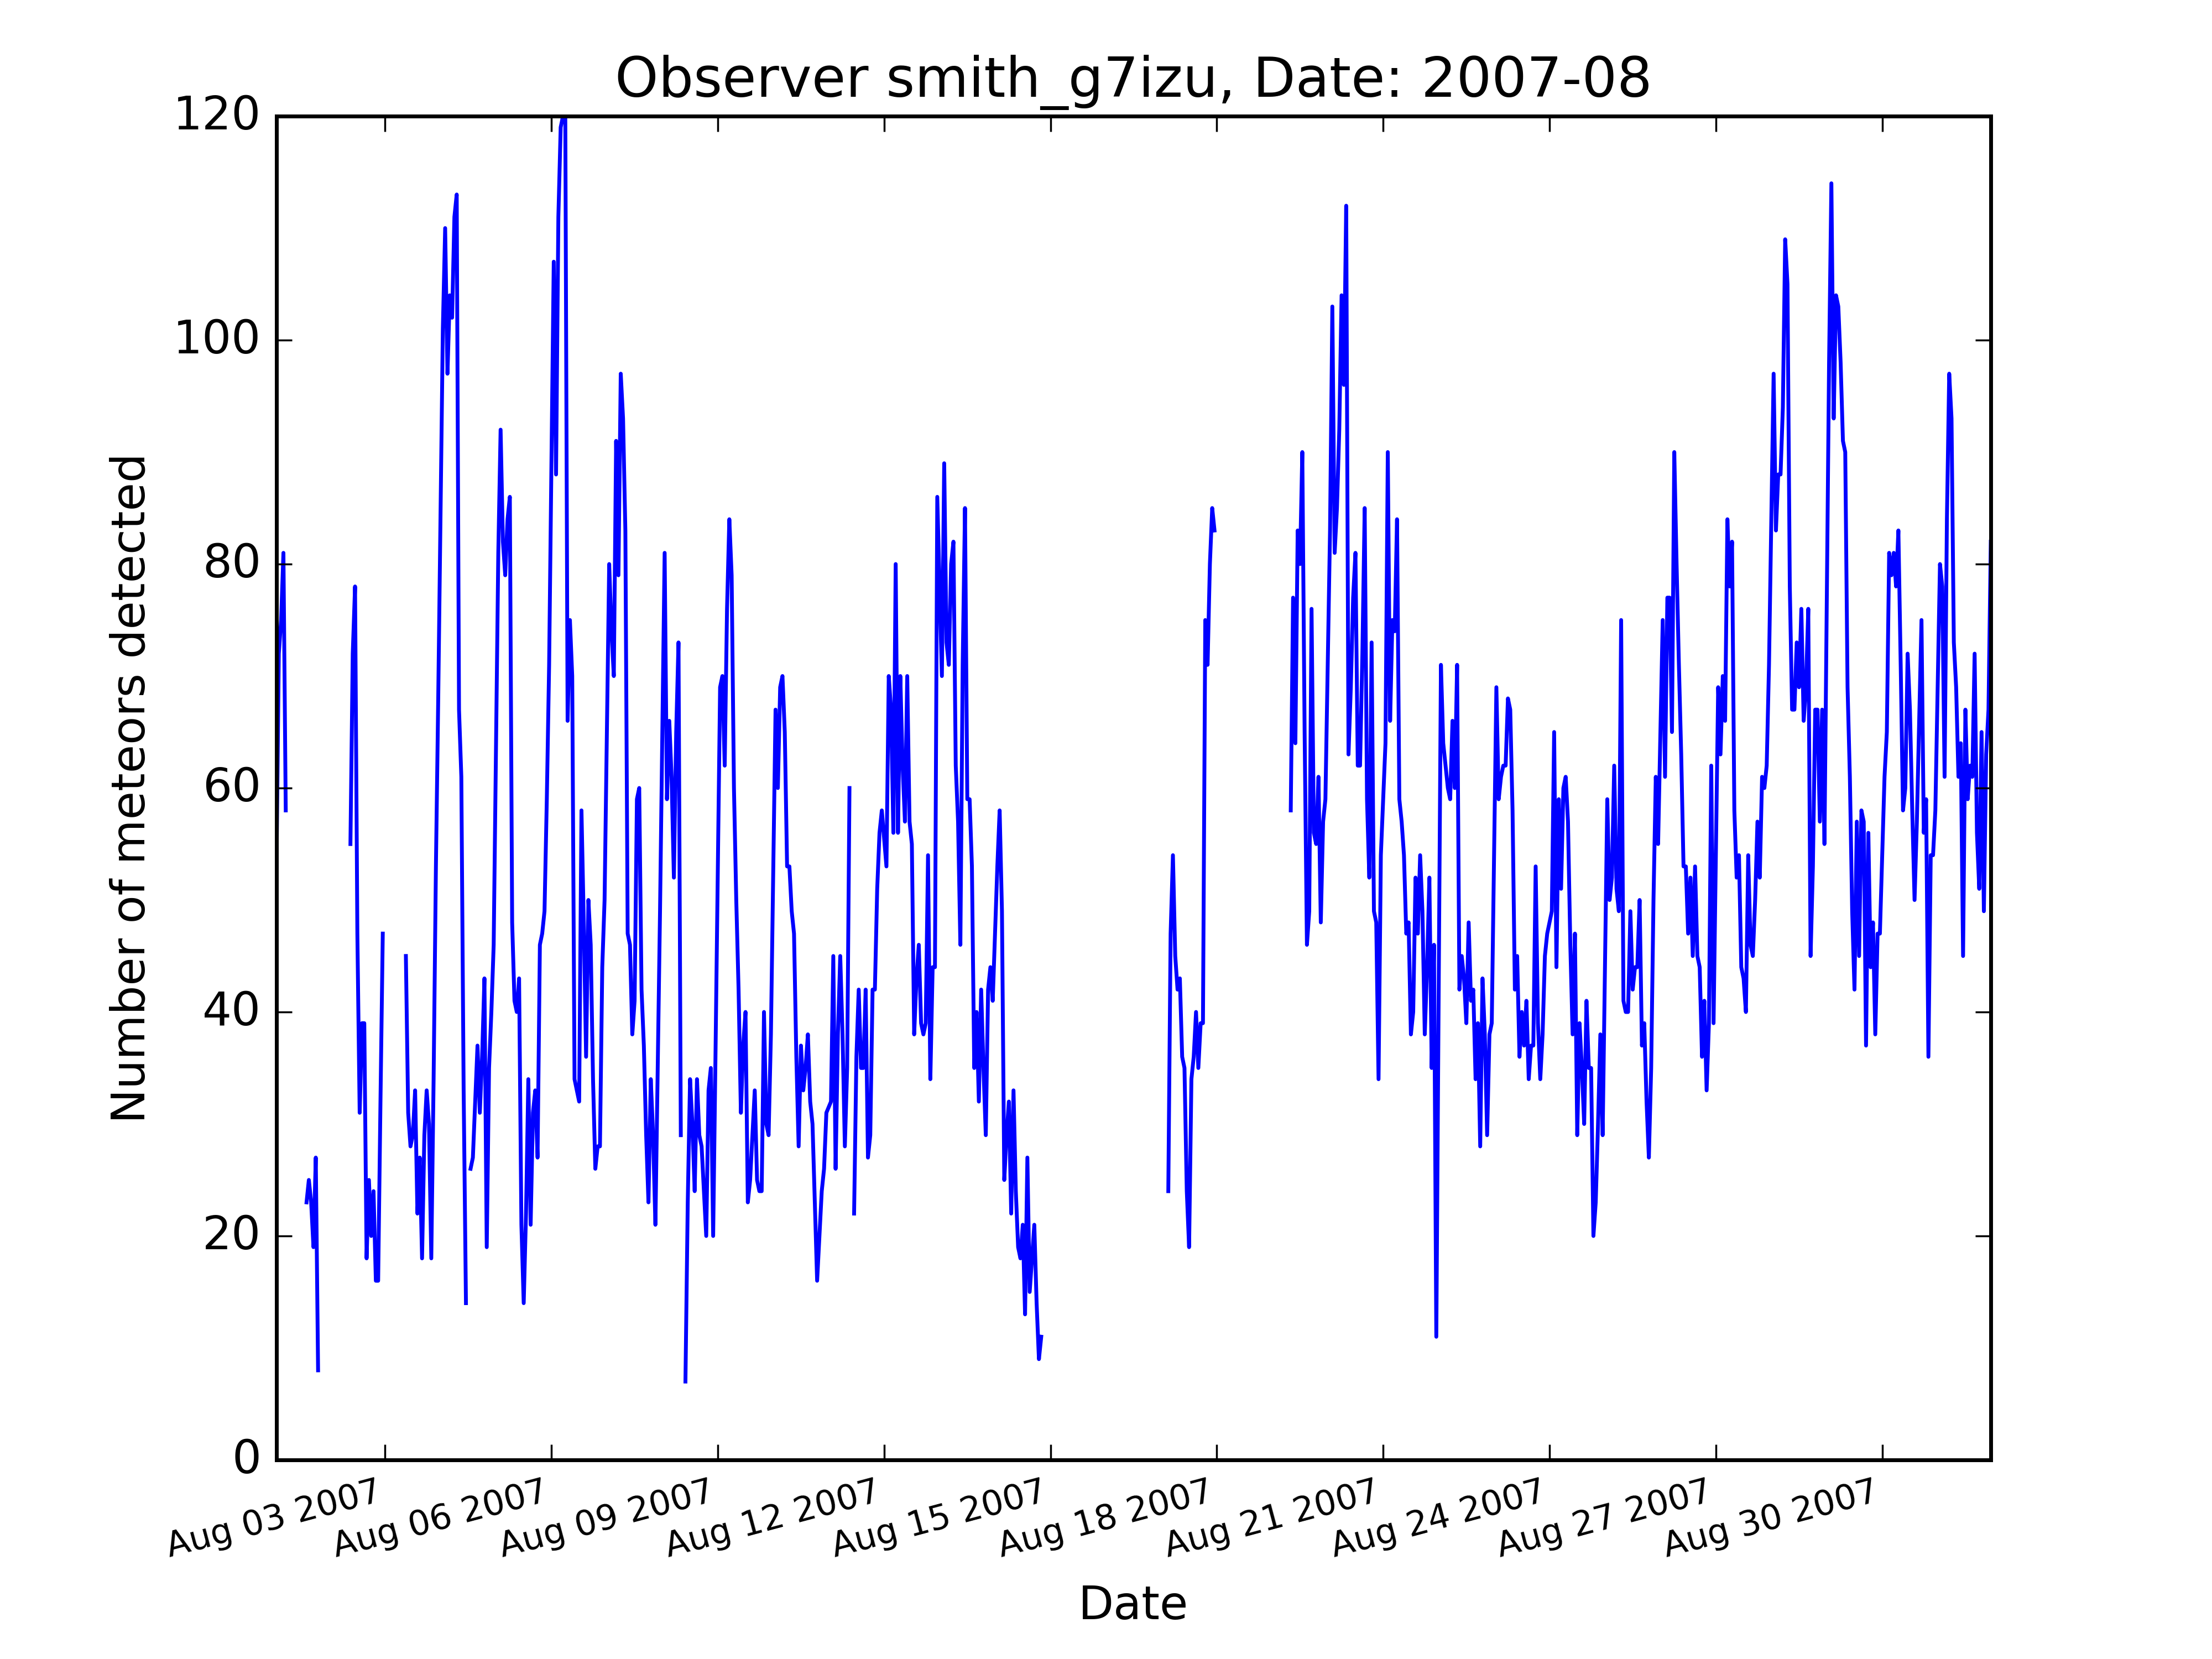 Observer smith_g7izu, Date: 2007-08
120
100
80
60
40
20
0
Number of meteors detected
Aug 03 2007
Aug 06 2007
Aug 09 2007
Aug 12 2007
Aug 15 2007
Aug 18 2007
Aug 21 2007
Aug 24 2007
Aug 27 2007
Aug 30 2007
Date